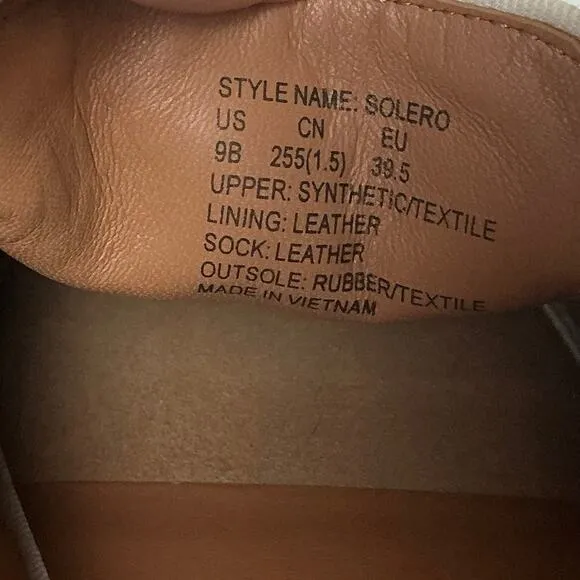 STYLE NAME: SOLERO
US CN EU
9B 255(1.5) 39.5
UPPER: SYNTHETIC/TEXTILE
LINING: LEATHER
SOCK: LEATHER
OUTSOLE: RUBBER/TEXTILE
MADE IN VIETNAM